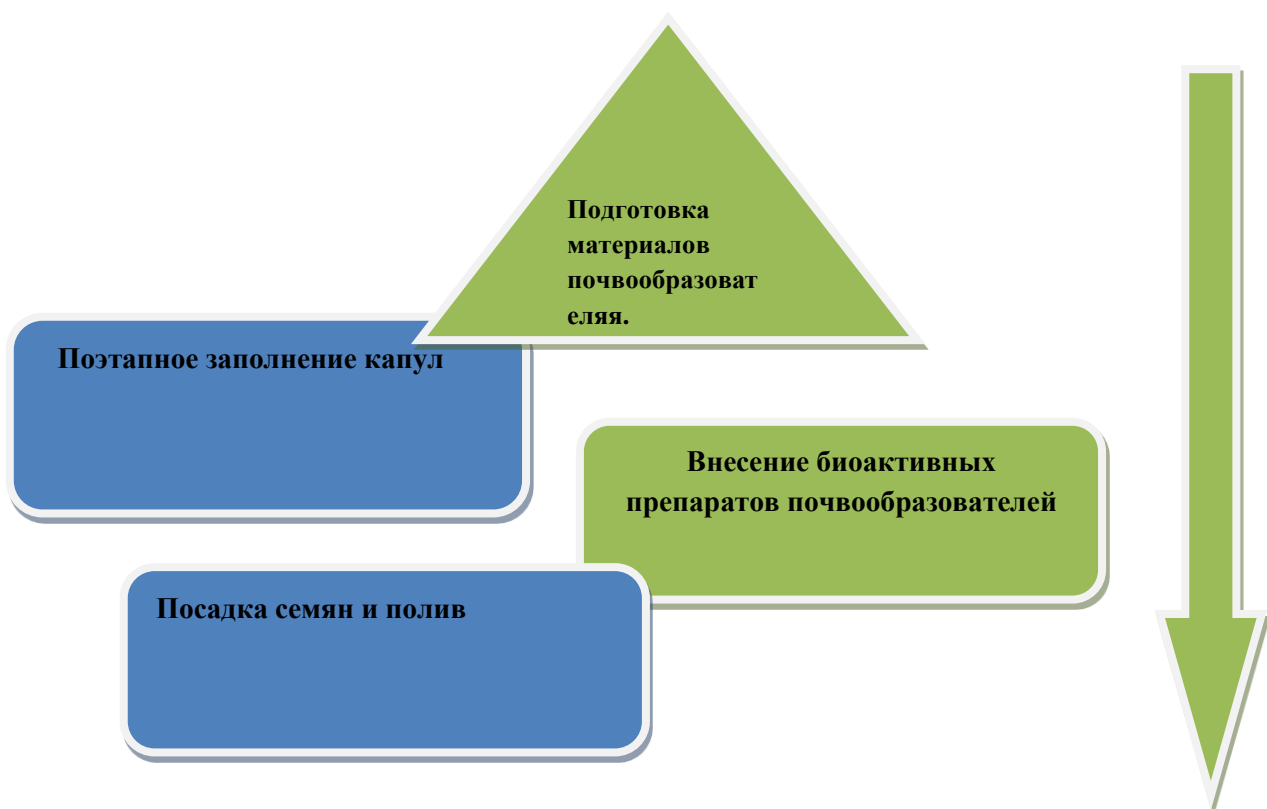 Подготовка
материалов
почвообразоват
еляя.
Поэтапное заполнение капул
Внесение биоактивных
препаратов почвообразователей
Посадка семян и полив